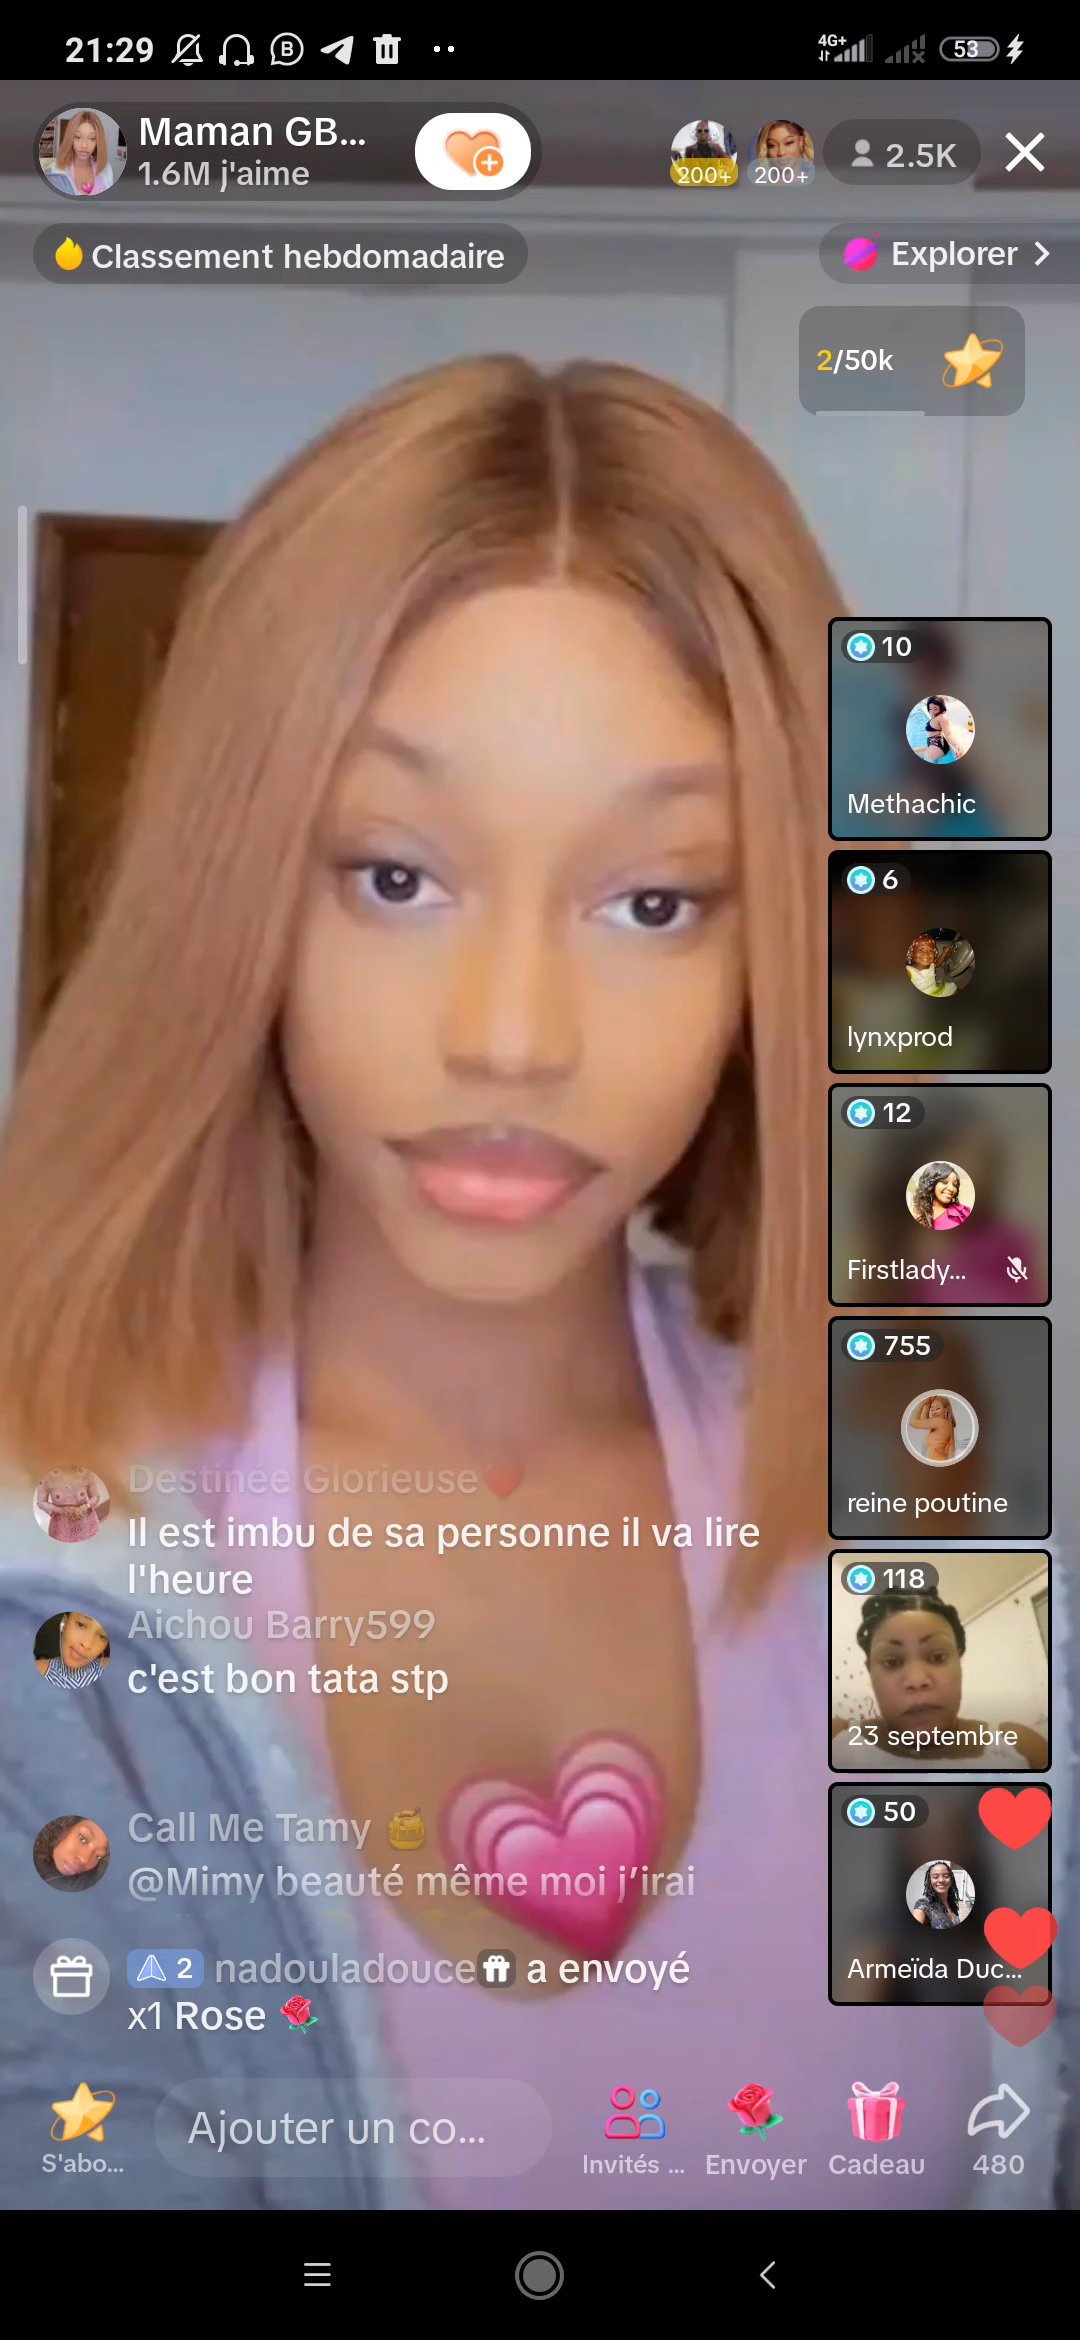 21:29
4G+
53
Maman GB...
1.6M j'aime
200+
200+
2.5K
Classement hebdomadaire
Explorer
2/50k
10
Methachic
6
lynxprod
12
Firstlady...
755
reine poutine
118
23 septembre
50
Armeïda Duc...
Destinée Glorieuse
Il est imbu de sa personne il va lire
l'heure
Aichou Barry599
c'est bon tata stp
Call Me Tamy
@Mimy beauté même moi j’irai
2 nadouladouce a envoyé
x1 Rose
S'abo...
Ajouter un co...
Invités ...
Envoyer
Cadeau
480